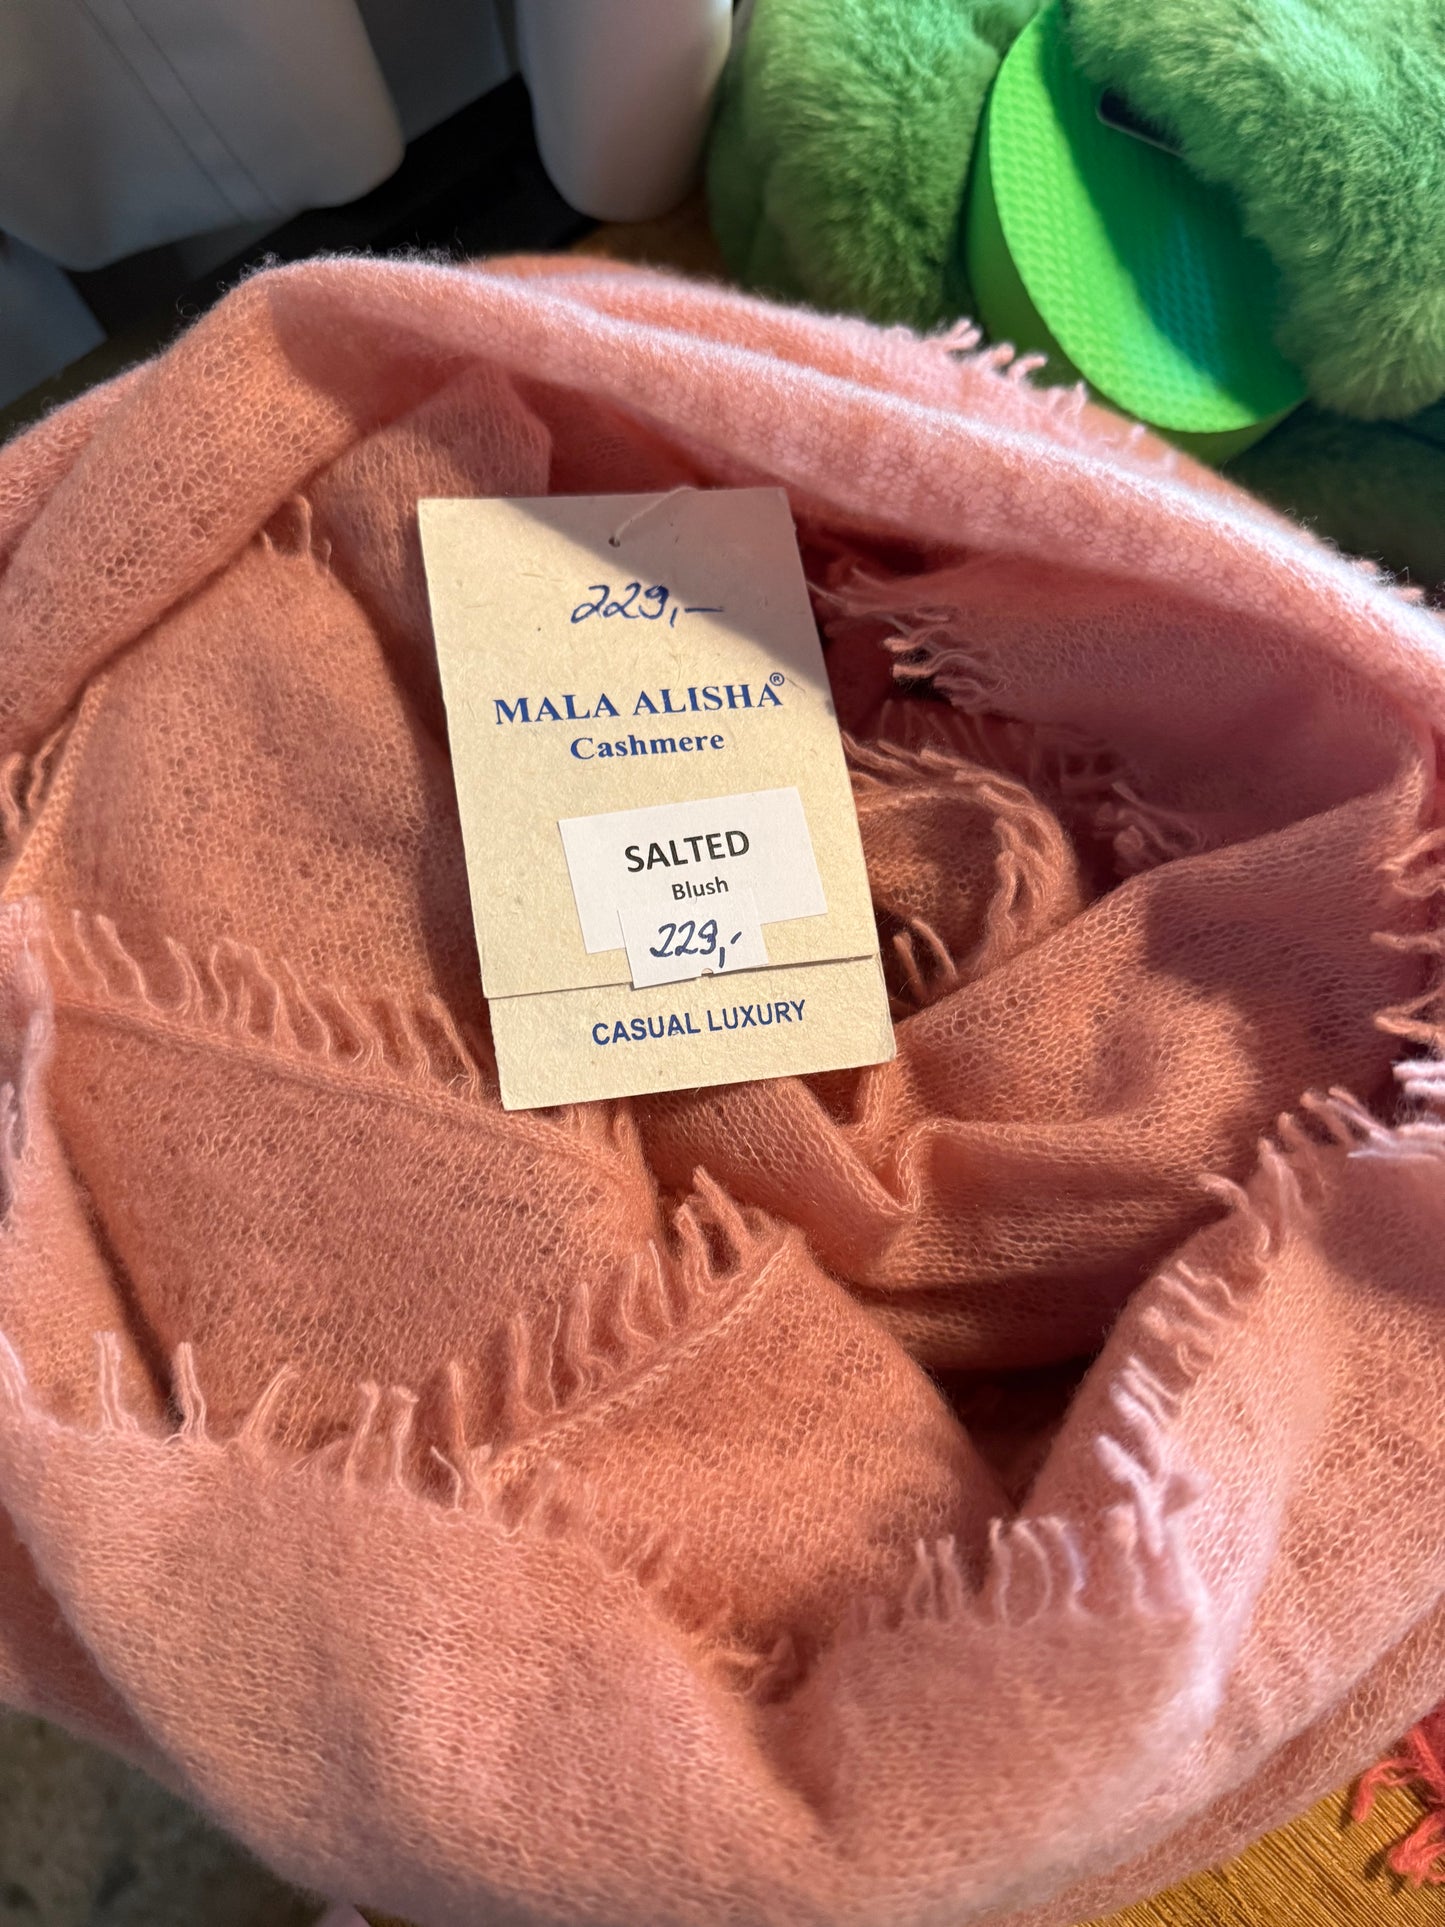 229,-
MALA ALISHA®
Cashmere
SALTED
Blush
229,-
CASUAL LUXURY